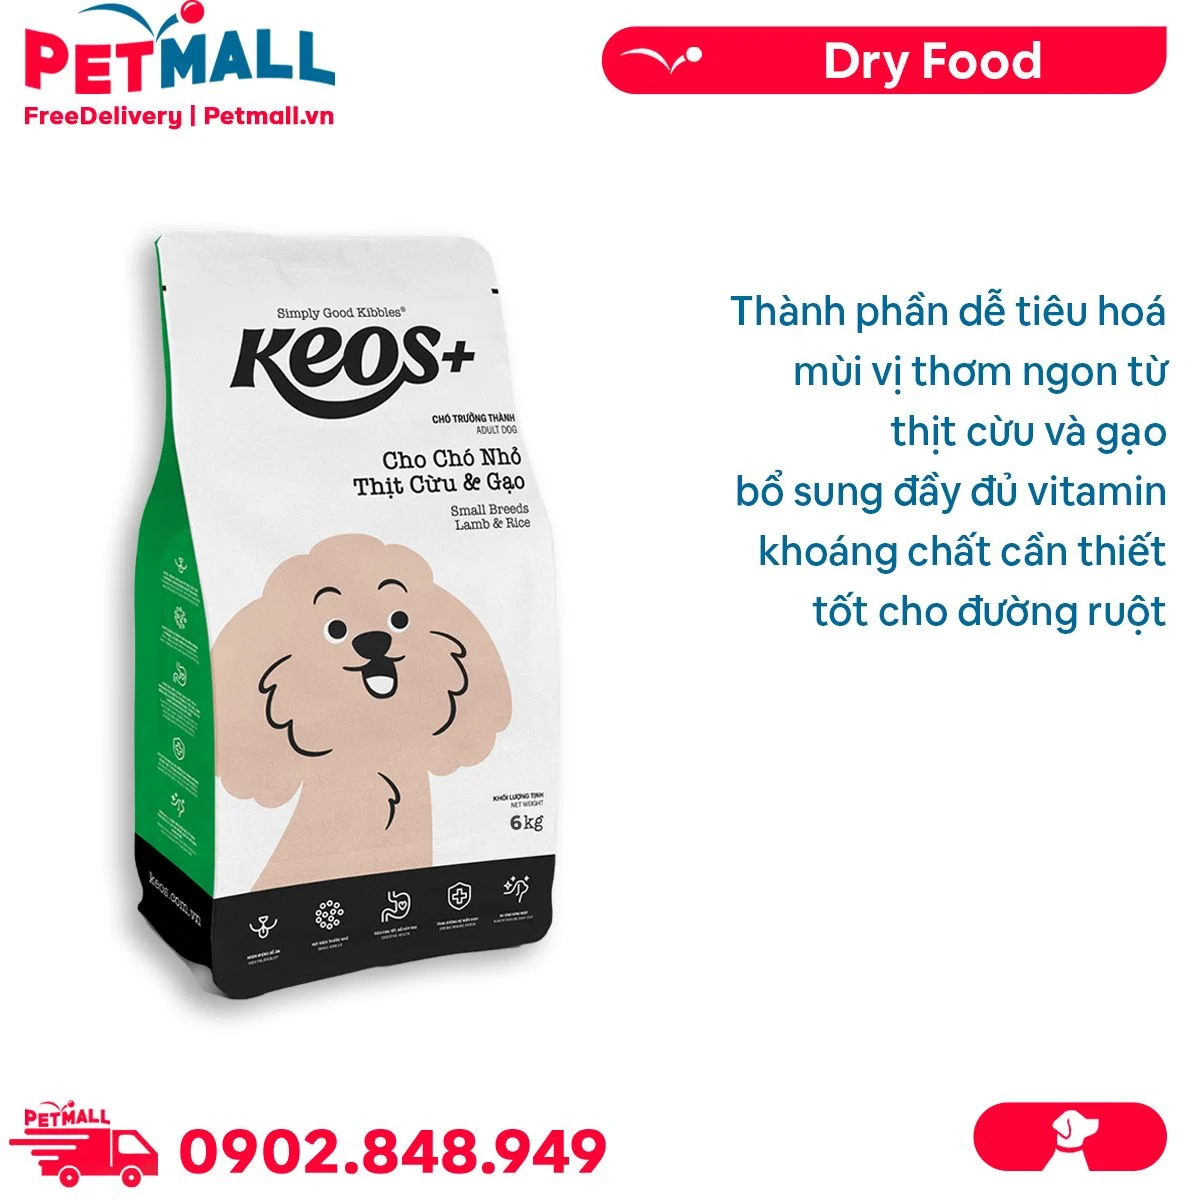 PETMALL
FreeDelivery | Petmall.vn
Dry Food
Simply Good Kibbles®
Keos+
CHÓ TRƯỞNG THÀNH
ADULT DOG
Cho Chó Nhỏ
Thịt Cừu & Gạo
Small Breeds
Lamb & Rice
KHỐI LƯỢNG TỊNH
NET WEIGHT
6kg
keos.com.vn
Thành phần dễ tiêu hoá
mùi vị thơm ngon từ
thịt cừu và gạo
bổ sung đầy đủ vitamin
khoáng chất cần thiết
tốt cho đường ruột
PETMALL
0902.848.949